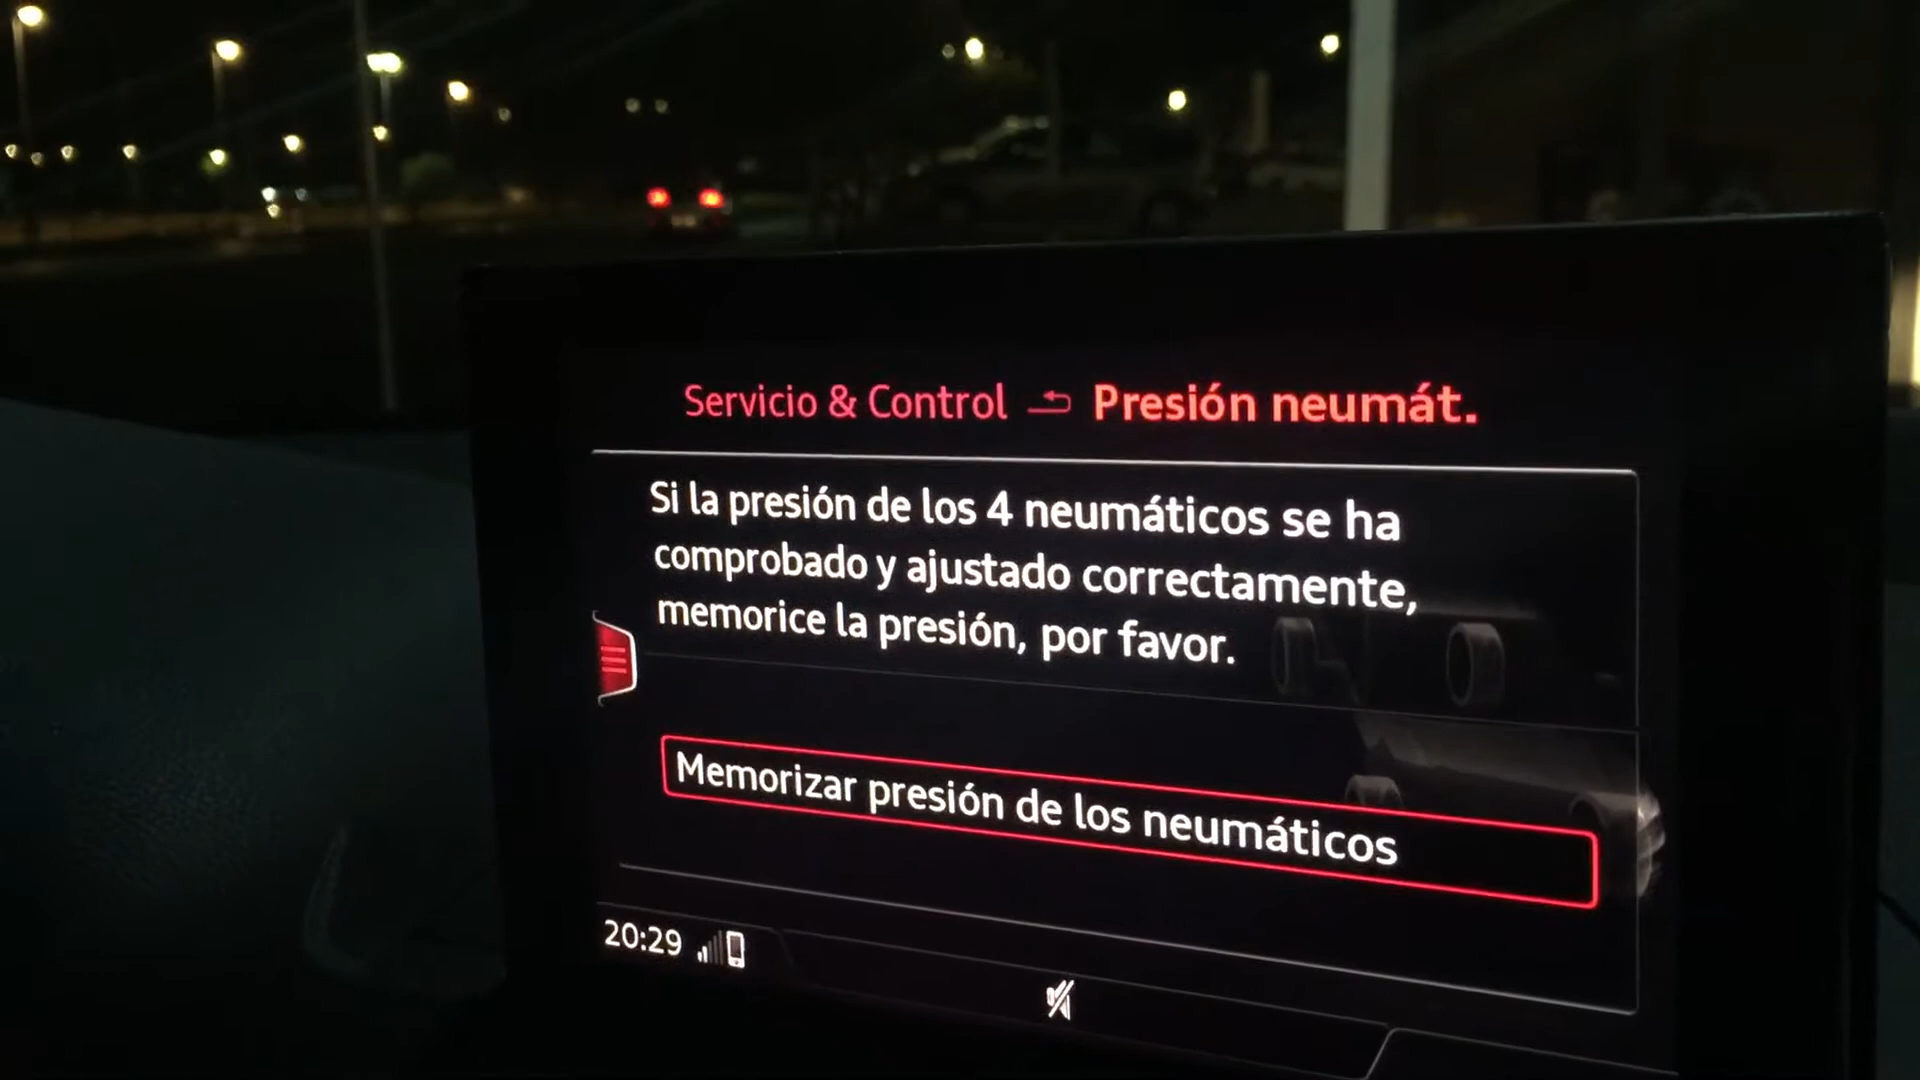 Servicio & Control Presión neumát.
Si la presión de los 4 neumáticos se ha
comprobado y ajustado correctamente,
memorice la presión, por favor.
Memorizar presión de los neumáticos
20:29